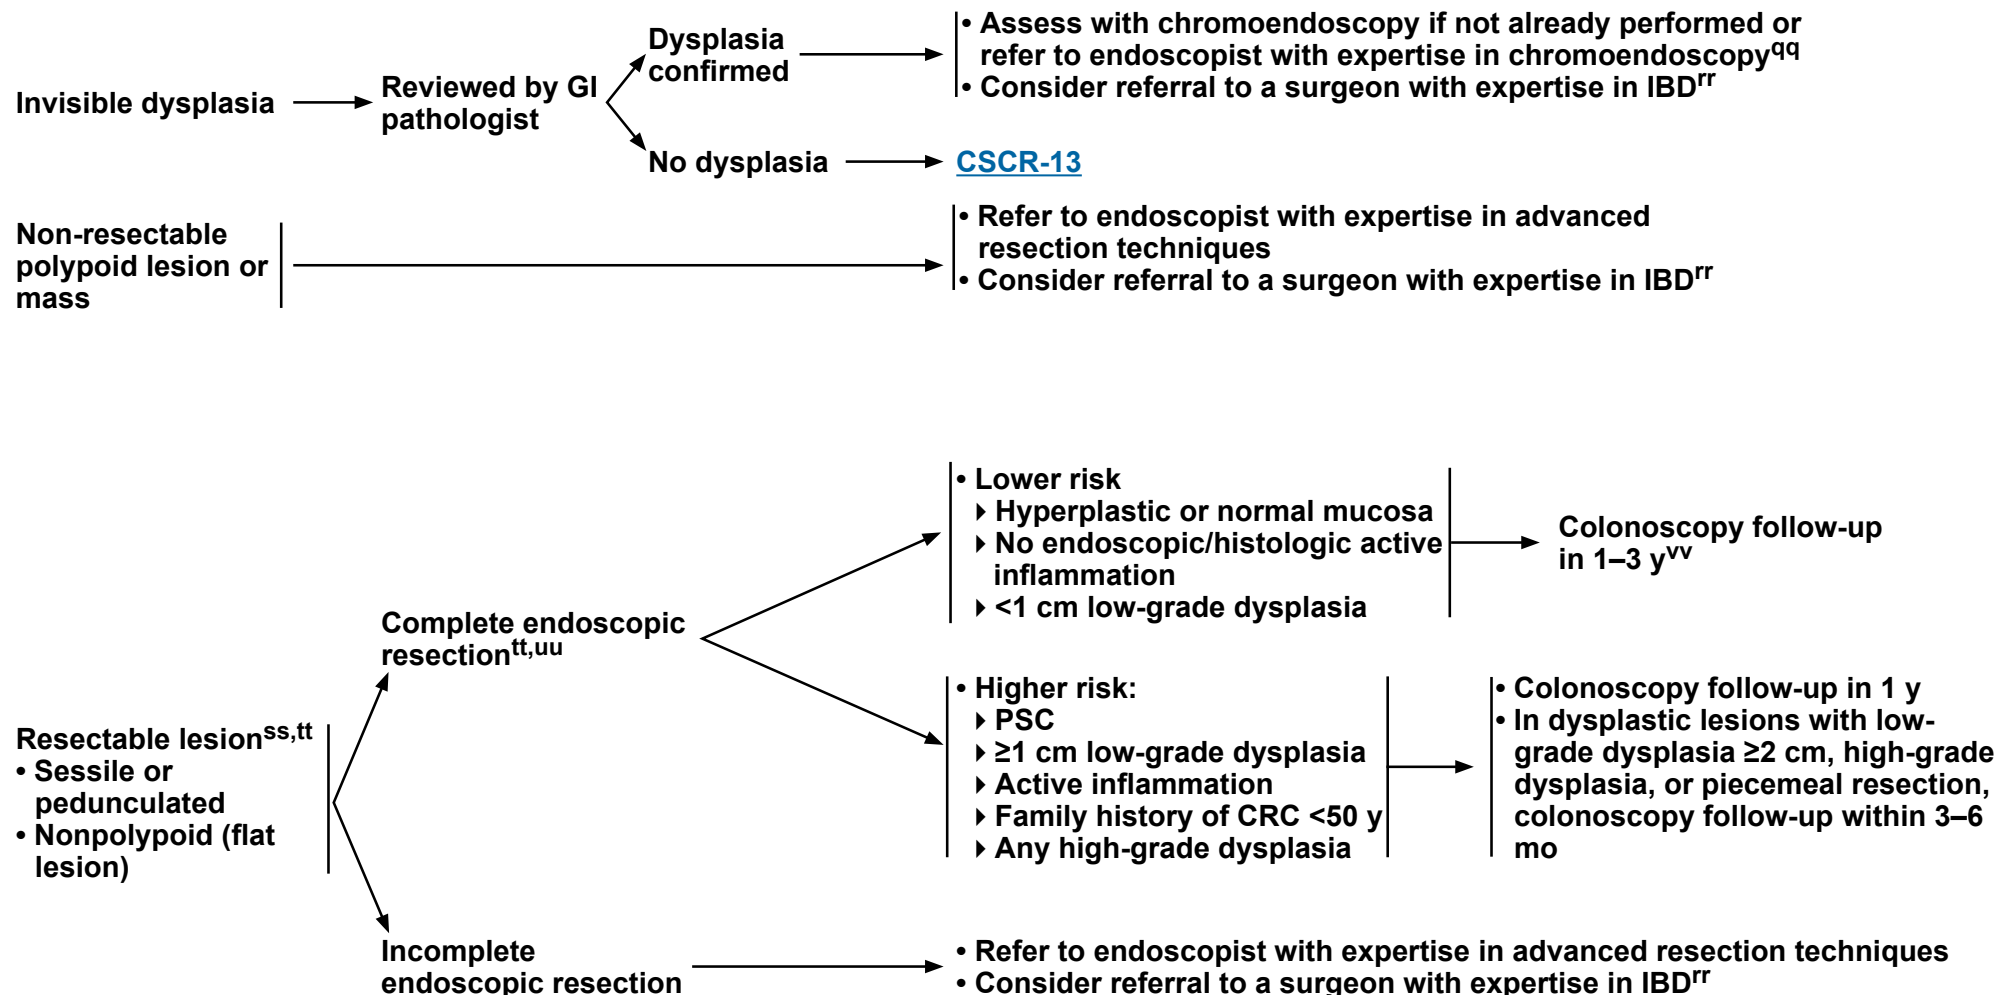 Invisible dysplasia
Reviewed by GI
pathologist
Dysplasia
confirmed
• Assess with chromoendoscopy if not already performed or
refer to endoscopist with expertise in chromoendoscopyqq
• Consider referral to a surgeon with expertise in IBDrr
No dysplasia
CSCR-13
Non-resectable
polypoid lesion or
mass
• Refer to endoscopist with expertise in advanced
resection techniques
• Consider referral to a surgeon with expertise in IBDrr
Resectable lesionss,tt
• Sessile or
pedunculated
• Nonpolypoid (flat
lesion)
Complete endoscopic
resectiontt,uu
• Lower risk
Hyperplastic or normal mucosa
No endoscopic/histologic active
inflammation
<1 cm low-grade dysplasia
Colonoscopy follow-up
in 1–3 yvv
• Higher risk:
PSC
≥1 cm low-grade dysplasia
Active inflammation
Family history of CRC <50 y
Any high-grade dysplasia
• Colonoscopy follow-up in 1 y
• In dysplastic lesions with low-
grade dysplasia ≥2 cm, high-grade
dysplasia, or piecemeal resection,
colonoscopy follow-up within 3–6
mo
Incomplete
endoscopic resection
• Refer to endoscopist with expertise in advanced resection techniques
• Consider referral to a surgeon with expertise in IBDrr